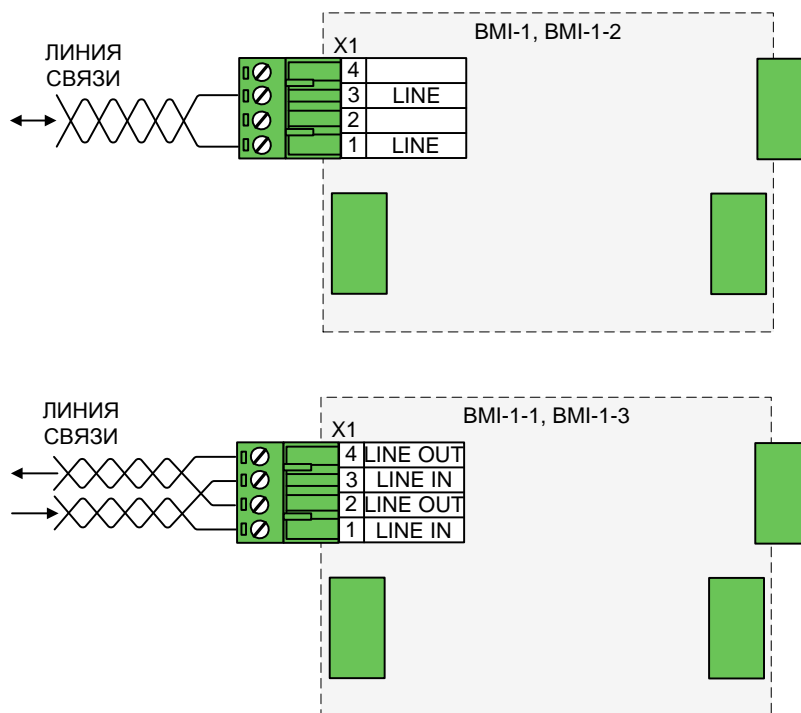 BMI-1, BMI-1-2
ЛИНИЯ
СВЯЗИ
X1
4
3 LINE
2
1 LINE
BMI-1-1, BMI-1-3
ЛИНИЯ
СВЯЗИ
X1
4 LINE OUT
3 LINE IN
2 LINE OUT
1 LINE IN